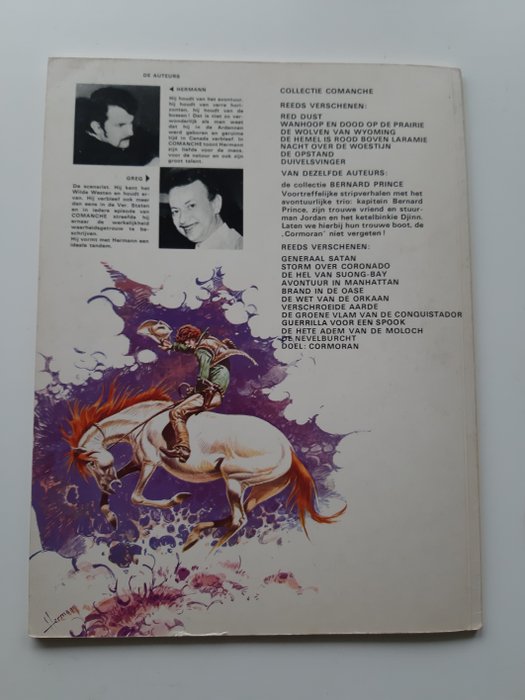 DE AUTEURS
◄ HERMANN
Hij houdt van het avontuur,
hij houdt van verre hori-
zonten, hij houdt van de
bossen! Dat is niet zo ver-
wonderlijk als men weet
dat hij in de Ardennen
werd geboren en geruime
tijd in Canada verbleef. In
COMANCHE toont Hermann
zijn liefde voor de mens,
voor de natuur en ook zijn
groot talent.
GREG ►
De scenarist. Hij kent het
Wilde Westen en houdt er-
van. Hij verbleef ook meer
dan eens in de Ver. Staten
en in iedere episode van
COMANCHE streefde hij
ernaar de werkelijkheid
waarheidsgetrouw te be-
schrijven.
Hij vormt met Hermann een
ideale tandem.
COLLECTIE COMANCHE
REEDS VERSCHENEN:
RED DUST
WANHOOP EN DOOD OP DE PRAIRIE
DE WOLVEN VAN WYOMING
DE HEMEL IS ROOD BOVEN LARAMIE
NACHT OVER DE WOESTIJN
DE OPSTAND
DUIVELSVINGER
VAN DEZELFDE AUTEURS:
de collectie BERNARD PRINCE
Voortreffelijke stripverhalen met het
avontuurlijke trio: kapitein Bernard
Prince, zijn trouwe vriend en stuur-
man Jordan en het ketelbinkie Djinn.
Laten we hierbij hun trouwe boot, de
„Cormoran" niet vergeten!
REEDS VERSCHENEN:
GENERAAL SATAN
STORM OVER CORONADO
DE HEL VAN SUONG-BAY
AVONTUUR IN MANHATTAN
BRAND IN DE OASE
DE WET VAN DE ORKAAN
VERSCHROEIDE AARDE
DE GROENE VLAM VAN DE CONQUISTADOR
GUERRILLA VOOR EEN SPOOK
DE HETE ADEM VAN DE MOLOCH
DE NEVELBURCHT
DOEL: CORMORAN
Hermann